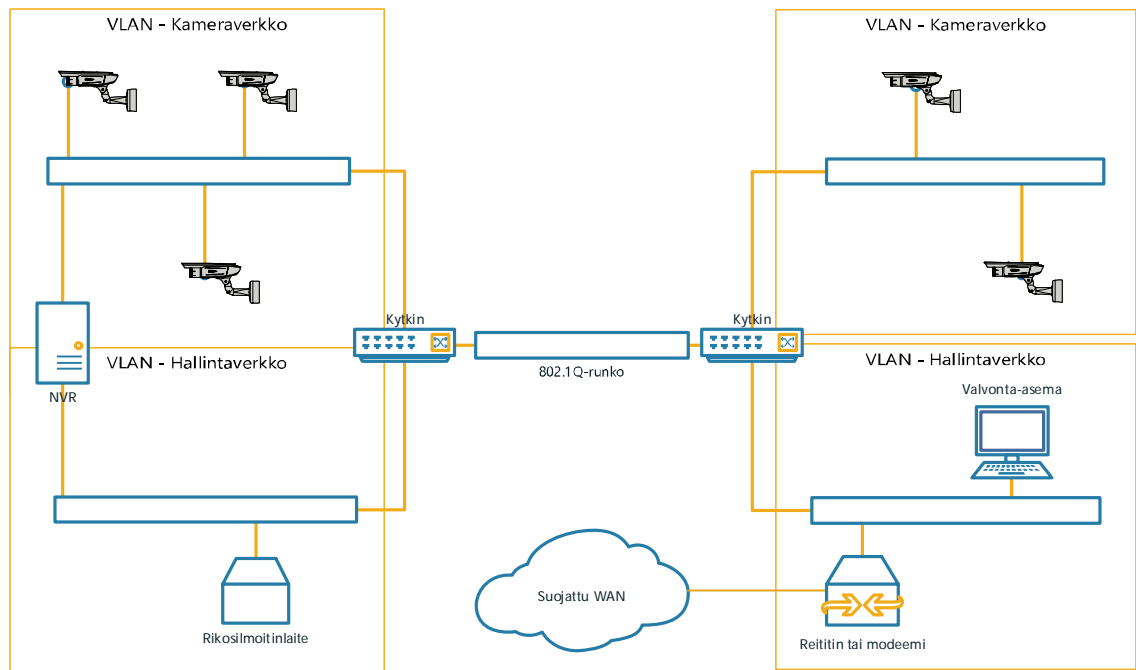 VLAN - Kameraverkko
VLAN - Kameraverkko
Kytkin
Kytkin
802.1Q-runko
VLAN - Hallintaverkko
NVR
VLAN - Hallintaverkko
Valvonta-asema
Suojattu WAN
Rikosilmoitinlaite
Reititin tai modeemi